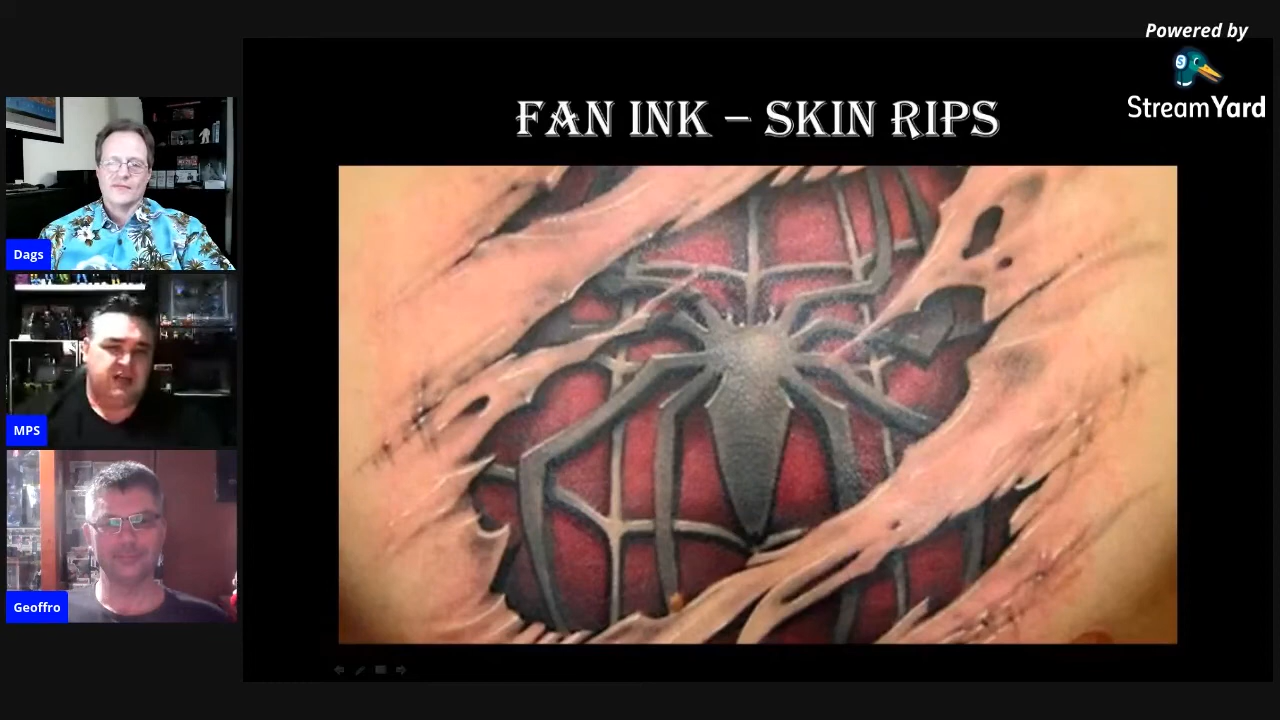 Powered by
StreamYard
FAN INK – SKIN RIPS
Dags
MPS
Geoffro